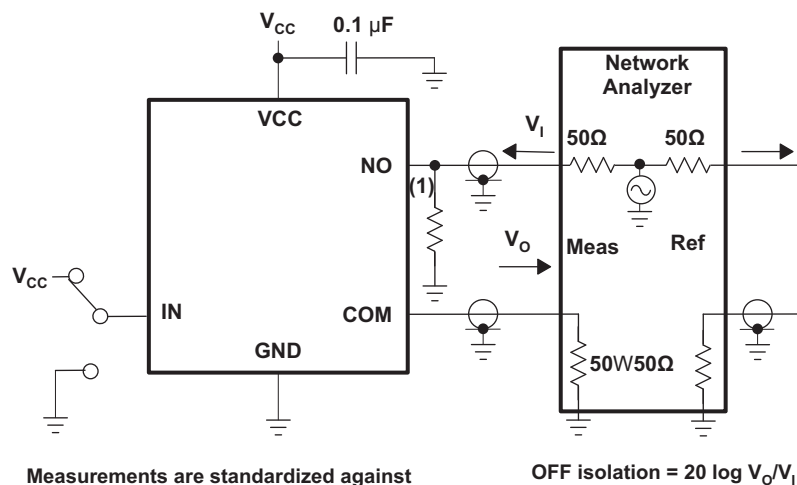 VCC
0.1 µF
Network
Analyzer
VCC
VI
50Ω
50Ω
NO
(1)
VO
Meas
Ref
VCC
IN
COM
GND
50W50Ω
Measurements are standardized against
OFF isolation = 20 log VO/VI